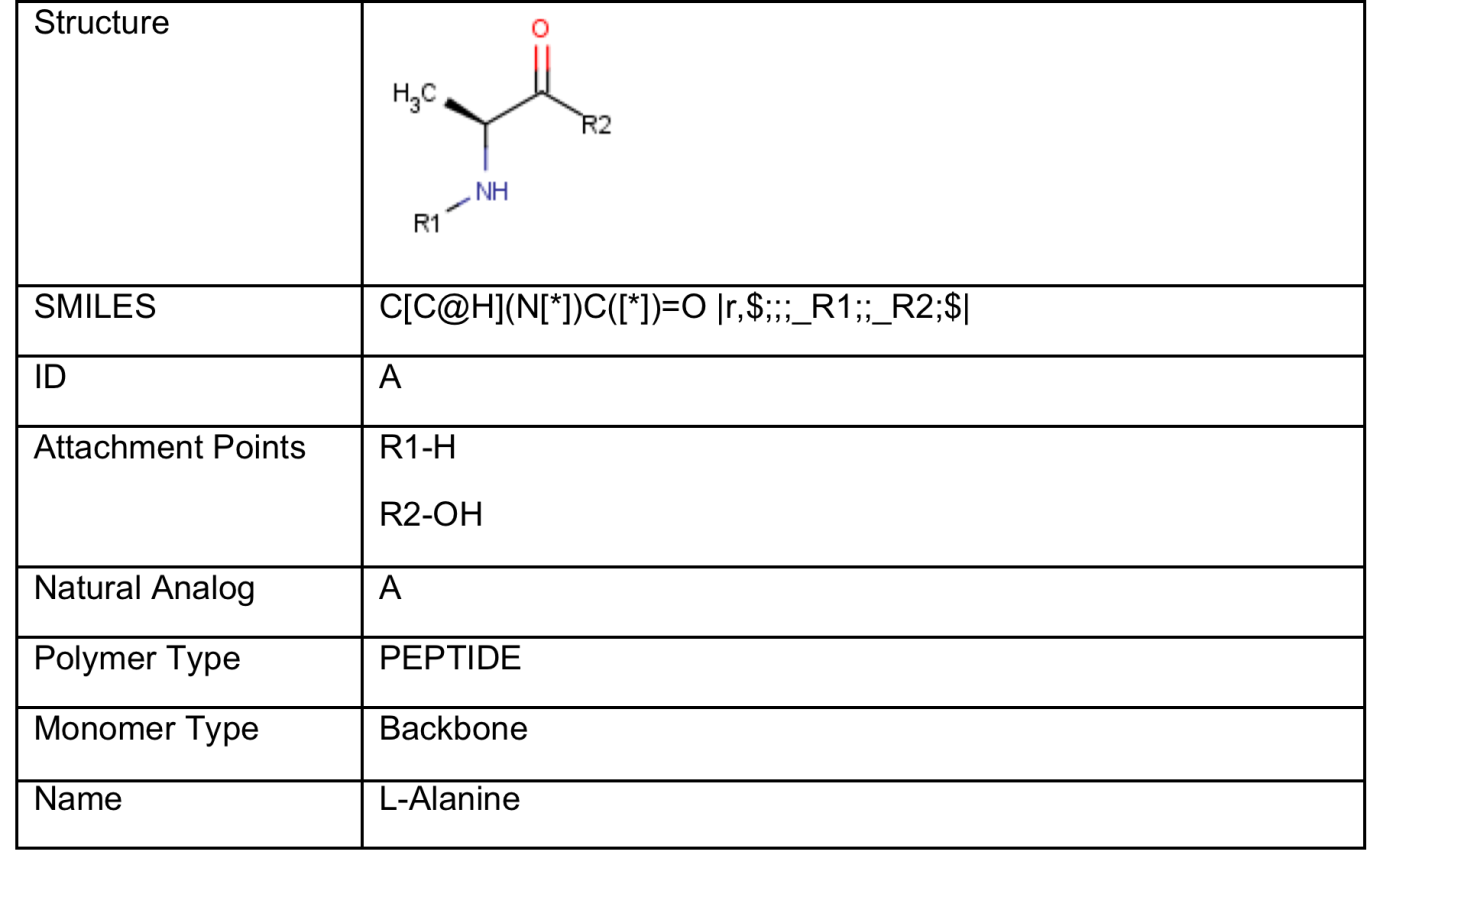 Structure
O
H3C
R2
NH
R1
SMILES
C[C@H](N[*])C([*])=O |r,$;;;_R1;;_R2;$|
ID
A
Attachment Points
R1-H
R2-OH
Natural Analog
A
Polymer Type
PEPTIDE
Monomer Type
Backbone
Name
L-Alanine